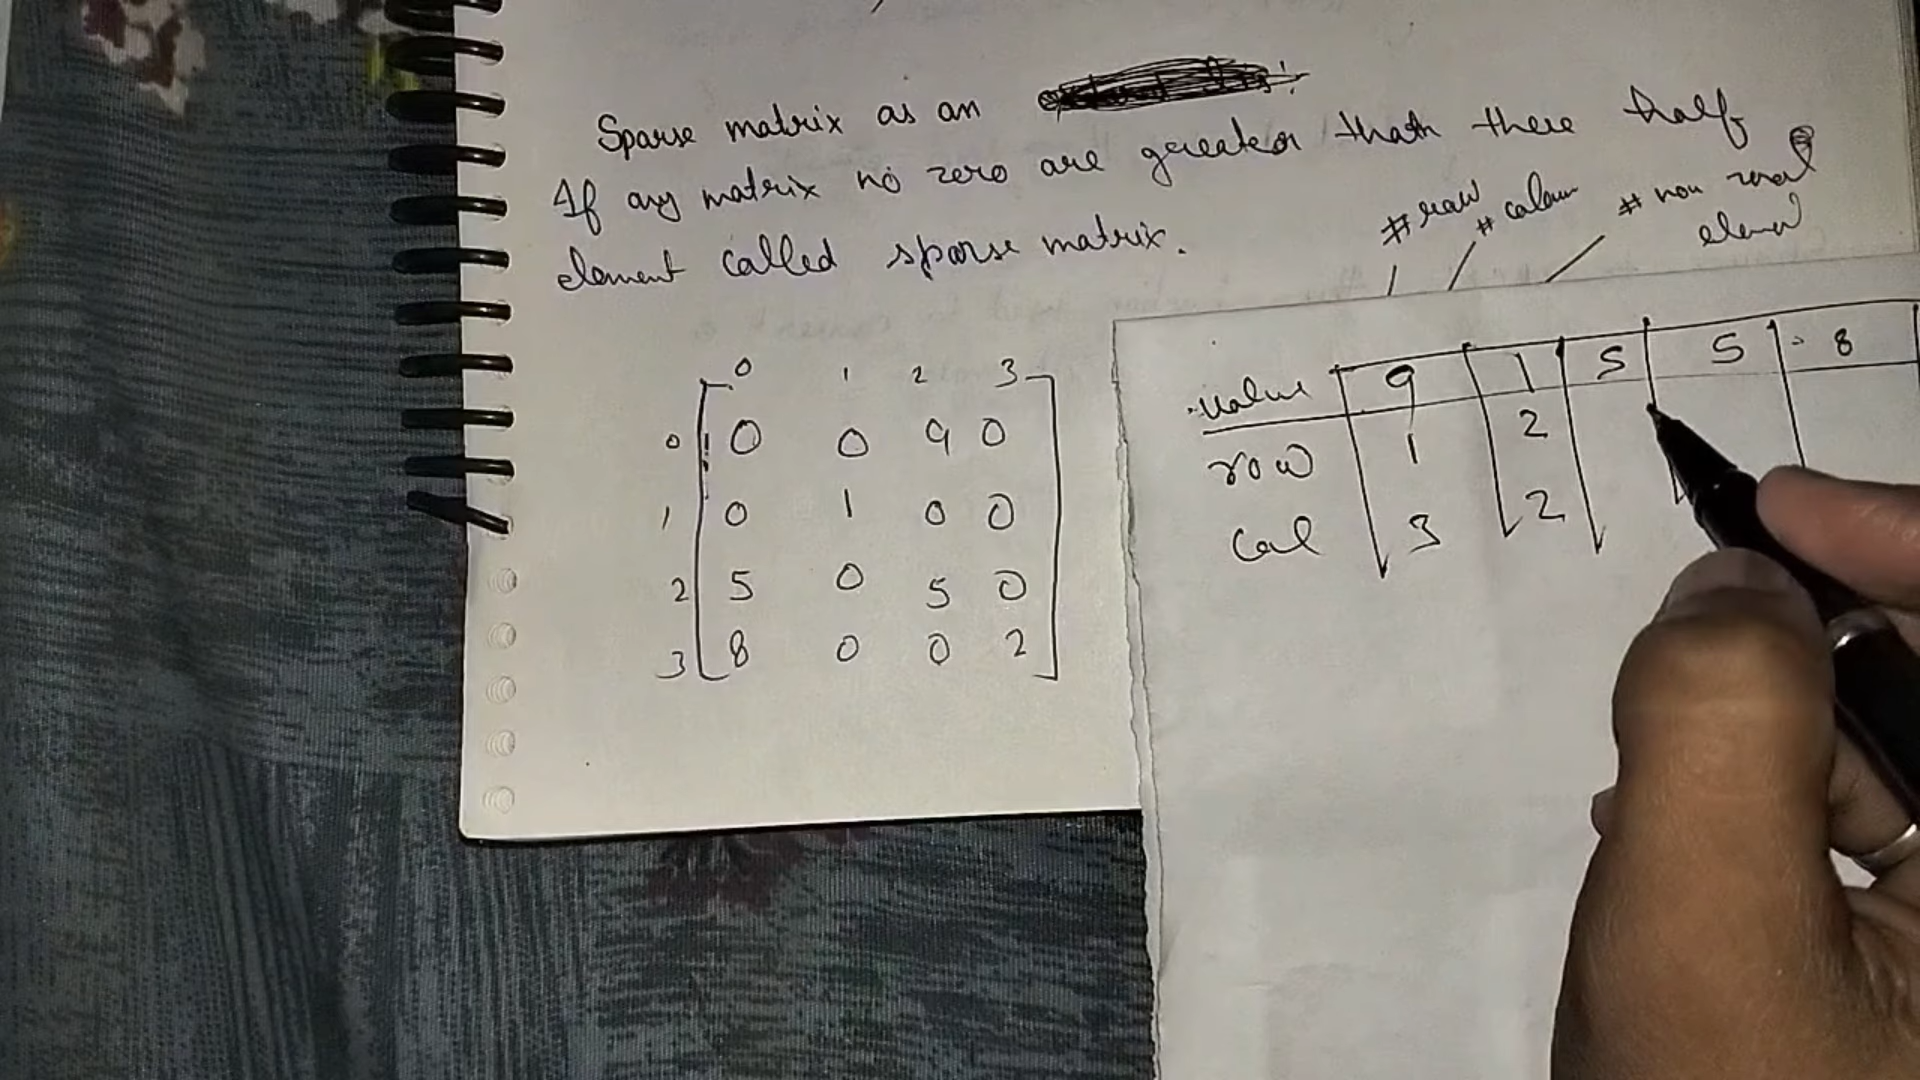 Sparse matrix as an
If any matrix no zero are greater than there half
element called sparse matrix.
# raw
# colum
# non
element
0 1 2 3
0 0 0 9 0
1 0 1 0 0
2 5 0 5 0
3 8 0 0 2
value 9 1 5 5 8
row 1 2
Col 3 2